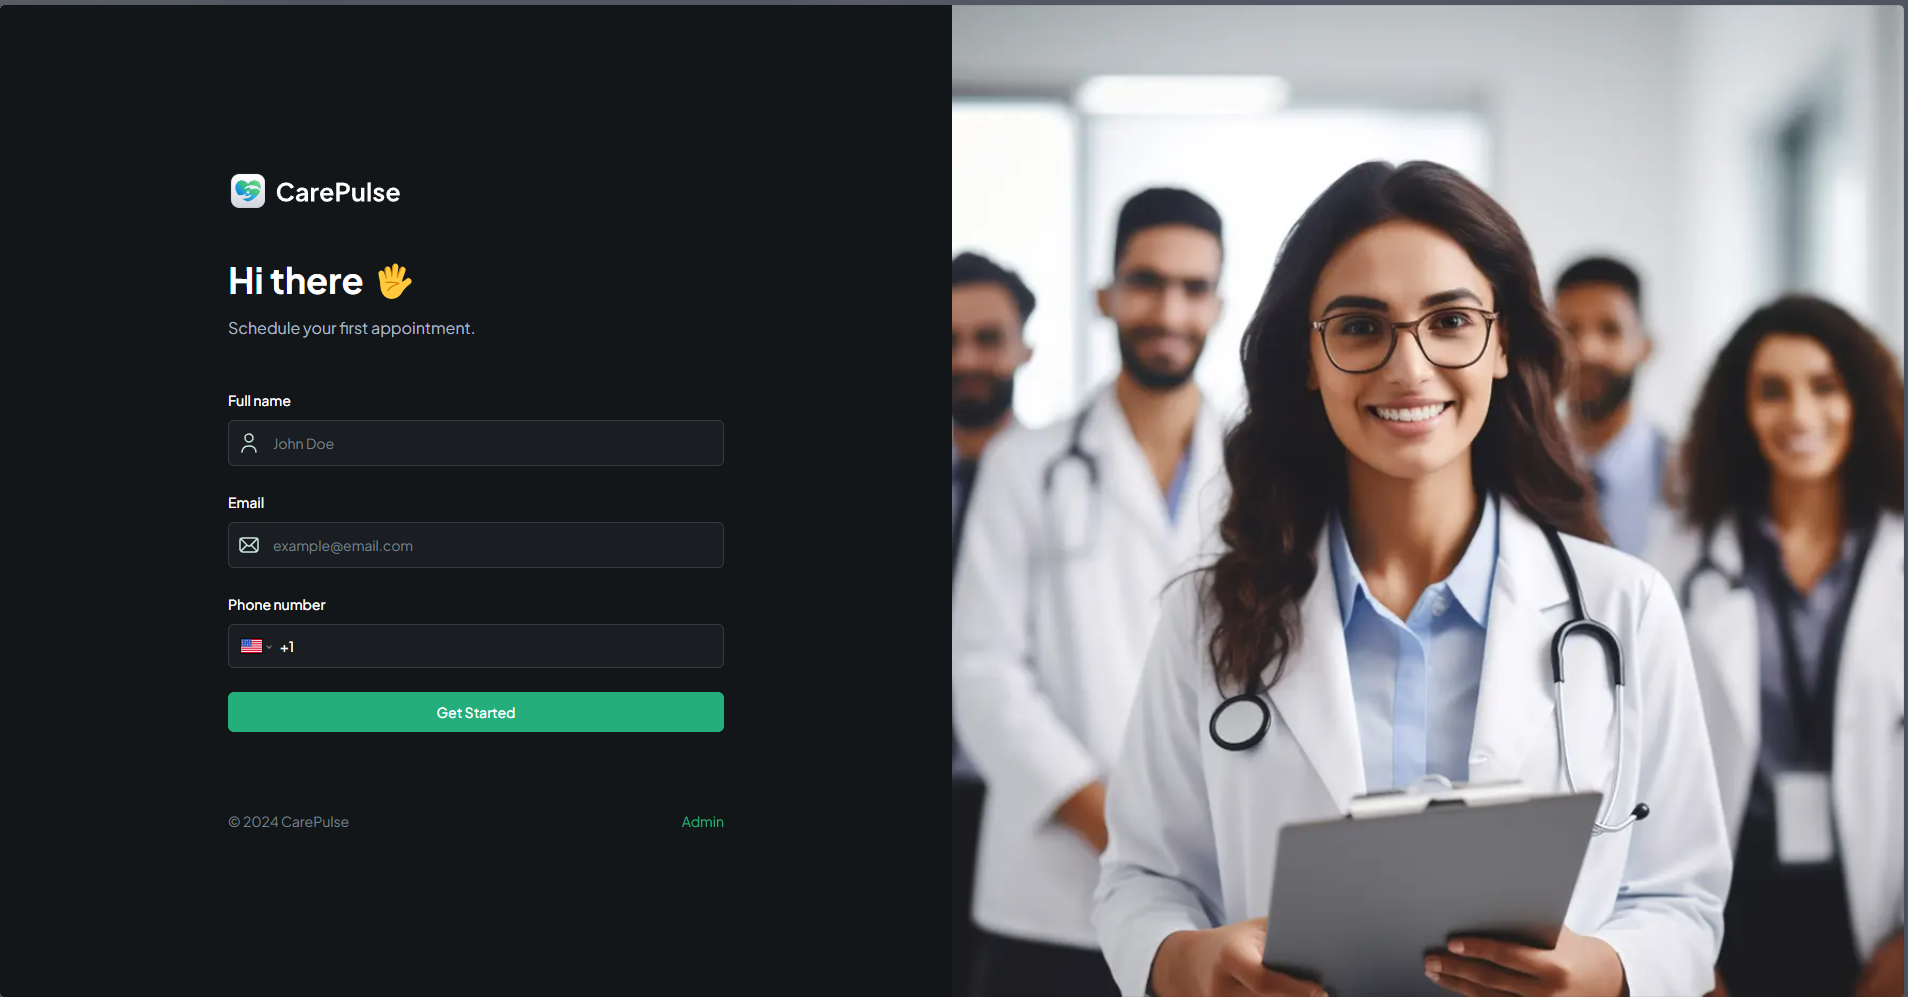 CarePulse
Hi there 🖐
Schedule your first appointment.
Full name
John Doe
Email
example@email.com
Phone number
+1
Get Started
© 2024 CarePulse
Admin